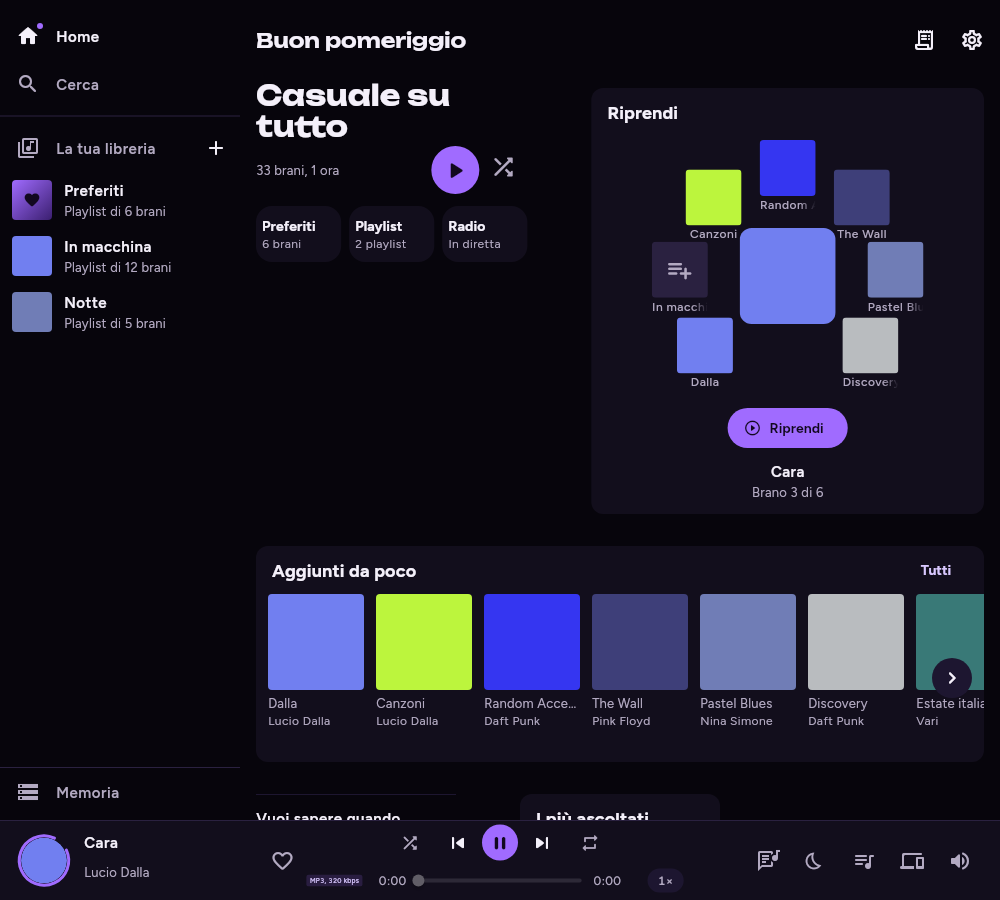 Home
Cerca
La tua libreria
Preferiti
Playlist di 6 brani
In macchina
Playlist di 12 brani
Notte
Playlist di 5 brani
Memoria
Buon pomeriggio
Casuale su
tutto
33 brani, 1 ora
Preferiti
6 brani
Playlist
2 playlist
Radio
In diretta
Riprendi
Random
Canzoni
The Wall
In macch
Pastel Blu
Dalla
Discovery
Riprendi
Cara
Brano 3 di 6
Aggiunti da poco
Tutti
Dalla
Lucio Dalla
Canzoni
Lucio Dalla
Random Acce...
Daft Punk
The Wall
Pink Floyd
Pastel Blues
Nina Simone
Discovery
Daft Punk
Estate italia
Vari
Vuoi sapere quando
I più ascoltati
Cara
Lucio Dalla
MP3, 320 kbps
0:00
0:00
1×